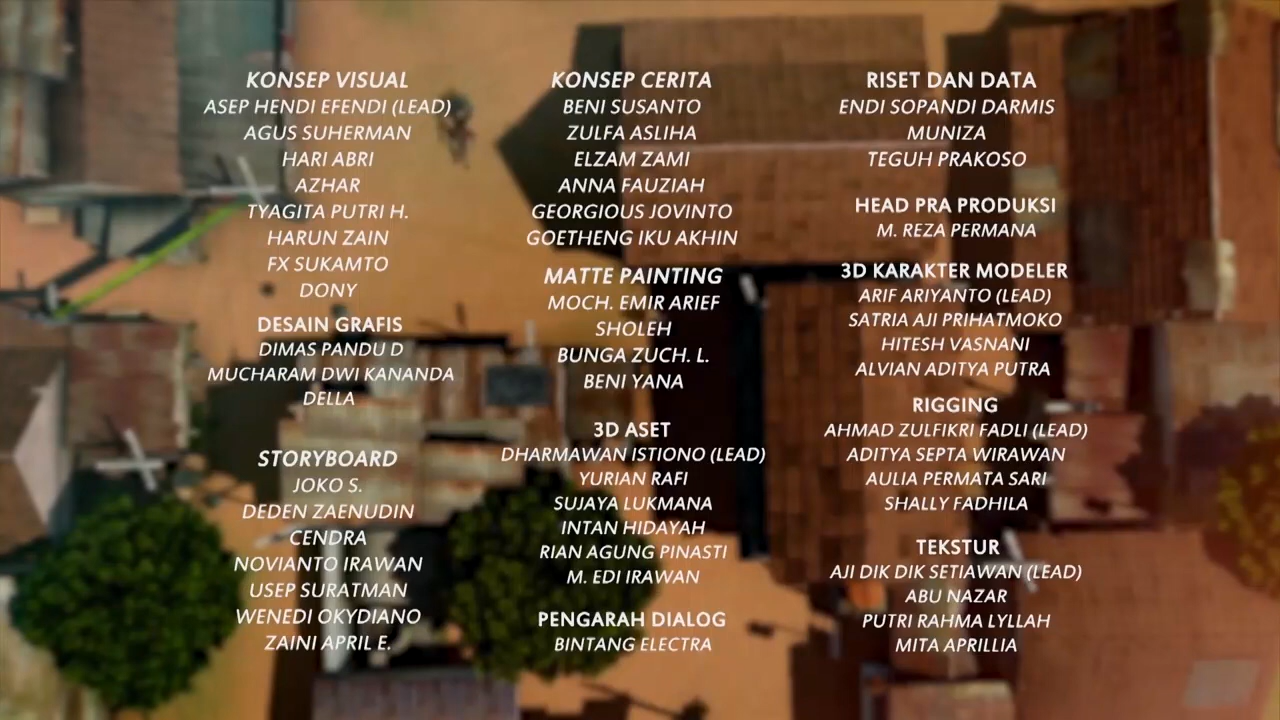 KONSEP VISUAL
ASEP HENDI EFENDI (LEAD)
AGUS SUHERMAN
HARI ABRI
AZHAR
TYAGITA PUTRI H.
HARUN ZAIN
FX SUKAMTO
DONY
DESAIN GRAFIS
DIMAS PANDU D
MUCHARAM DWI KANANDA
DELLA
STORYBOARD
JOKO S.
DEDEN ZAENUDIN
CENDRA
NOVIANTO IRAWAN
USEP SURATMAN
WENEDI OKYDIANO
ZAINI APRIL E.
KONSEP CERITA
BENI SUSANTO
ZULFA ASLIHA
ELZAM ZAMI
ANNA FAUZIAH
GEORGIOUS JOVINTO
GOETHENG IKU AKHIN
MATTE PAINTING
MOCH. EMIR ARIEF
SHOLEH
BUNGA ZUCH. L.
BENI YANA
3D ASET
DHARMAWAN ISTIONO (LEAD)
YURIAN RAFI
SUJAYA LUKMANA
INTAN HIDAYAH
RIAN AGUNG PINASTI
M. EDI IRAWAN
PENGARAH DIALOG
BINTANG ELECTRA
RISET DAN DATA
ENDI SOPANDI DARMIS
MUNIZA
TEGUH PRAKOSO
HEAD PRA PRODUKSI
M. REZA PERMANA
3D KARAKTER MODELER
ARIF ARIYANTO (LEAD)
SATRIA AJI PRIHATMOKO
HITESH VASNANI
ALVIAN ADITYA PUTRA
RIGGING
AHMAD ZULFIKRI FADLI (LEAD)
ADITYA SEPTA WIRAWAN
AULIA PERMATA SARI
SHALLY FADHILA
TEKSTUR
AJI DIK DIK SETIAWAN (LEAD)
ABU NAZAR
PUTRI RAHMA LYLLAH
MITA APRILLIA